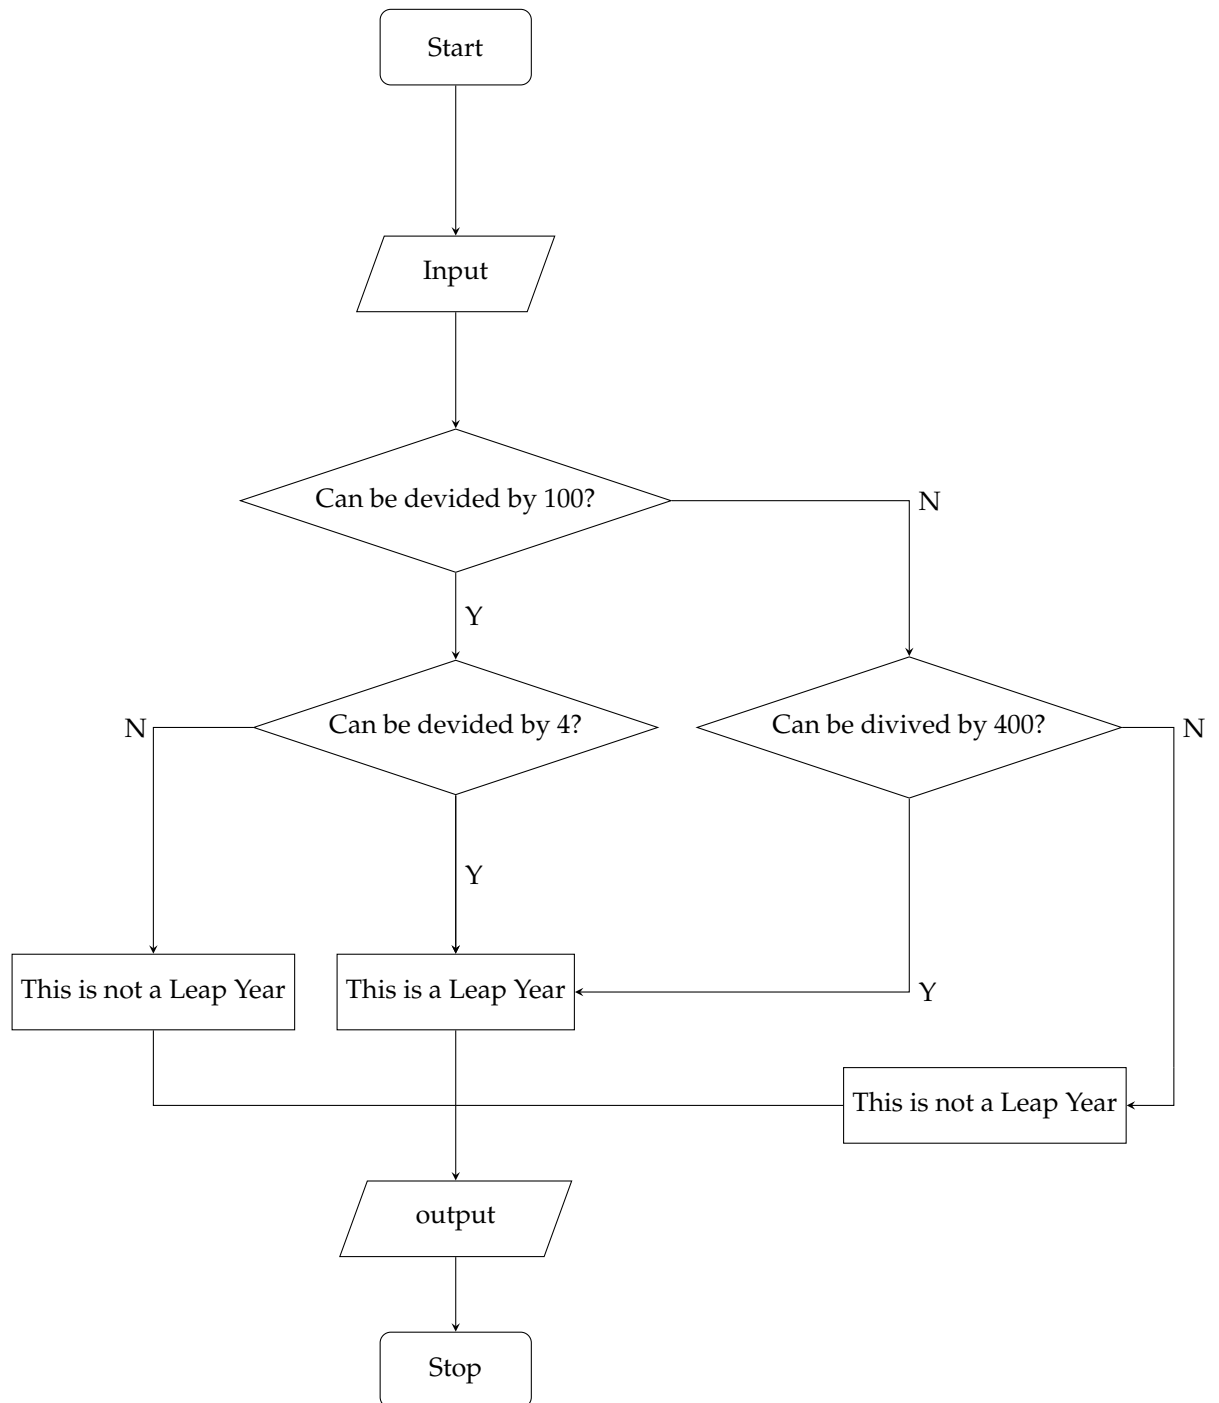 Start
Input
Can be devided by 100?
N
Y
N
Can be devided by 4?
Can be divived by 400?
N
Y
This is not a Leap Year
This is a Leap Year
Y
This is not a Leap Year
output
Stop